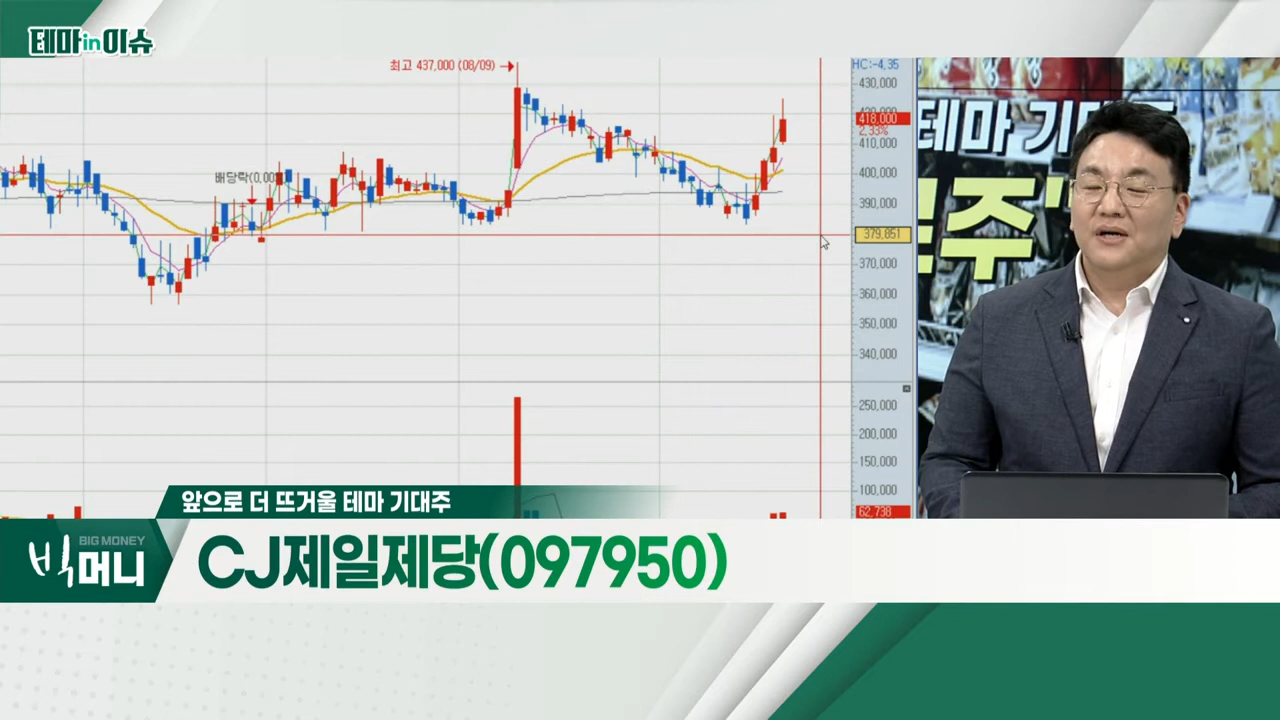 테마in이슈
최고 437,000 (08/09)
HC:-4,35
430,000
418,000
2,33%
410,000
400,000
390,000
379,851
370,000
360,000
350,000
340,000
배당락(0,00
250,000
200,000
150,000
100,000
62,738
테마 기대주
주
앞으로 더 뜨거울 테마 기대주
BIG MONEY
빅머니
CJ제일제당(097950)